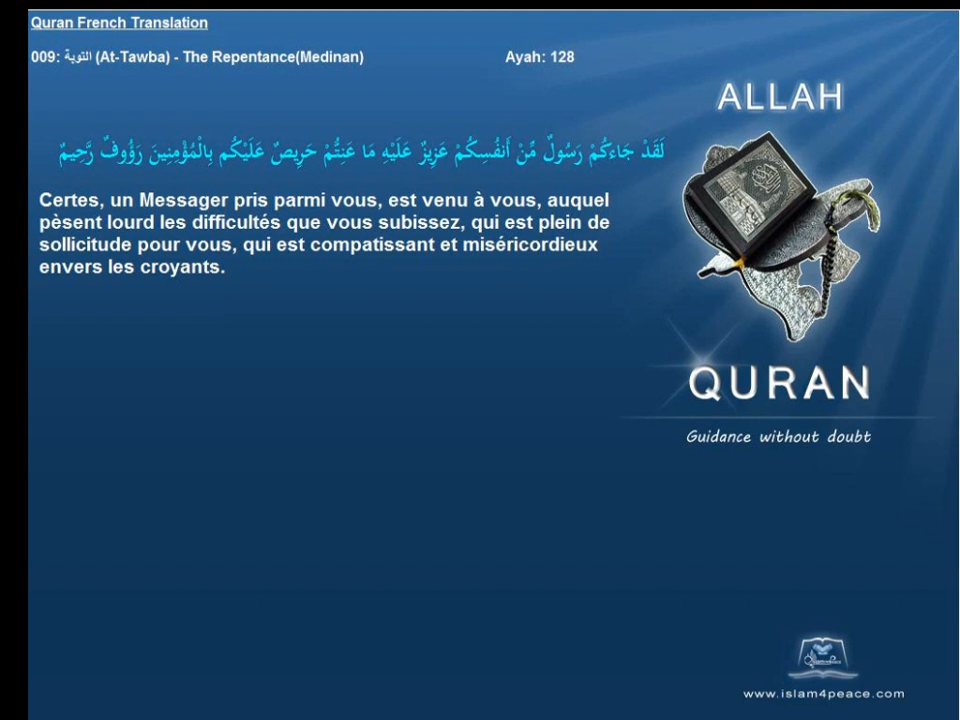 Quran French Translation
009: التوبة (At-Tawba) - The Repentance(Medinan) Ayah: 128
ALLAH
لَقَدْ جَاءَكُمْ رَسُولٌ مِّنْ أَنفُسِكُمْ عَزِيزٌ عَلَيْهِ مَا عَنِتُّمْ حَرِيصٌ عَلَيْكُم بِالْمُؤْمِنِينَ رَؤُوفٌ رَّحِيمٌ
Certes, un Messager pris parmi vous, est venu à vous, auquel
pèsent lourd les difficultés que vous subissez, qui est plein de
sollicitude pour vous, qui est compatissant et miséricordieux
envers les croyants.
QURAN
Guidance without doubt
www.islam4peace.com